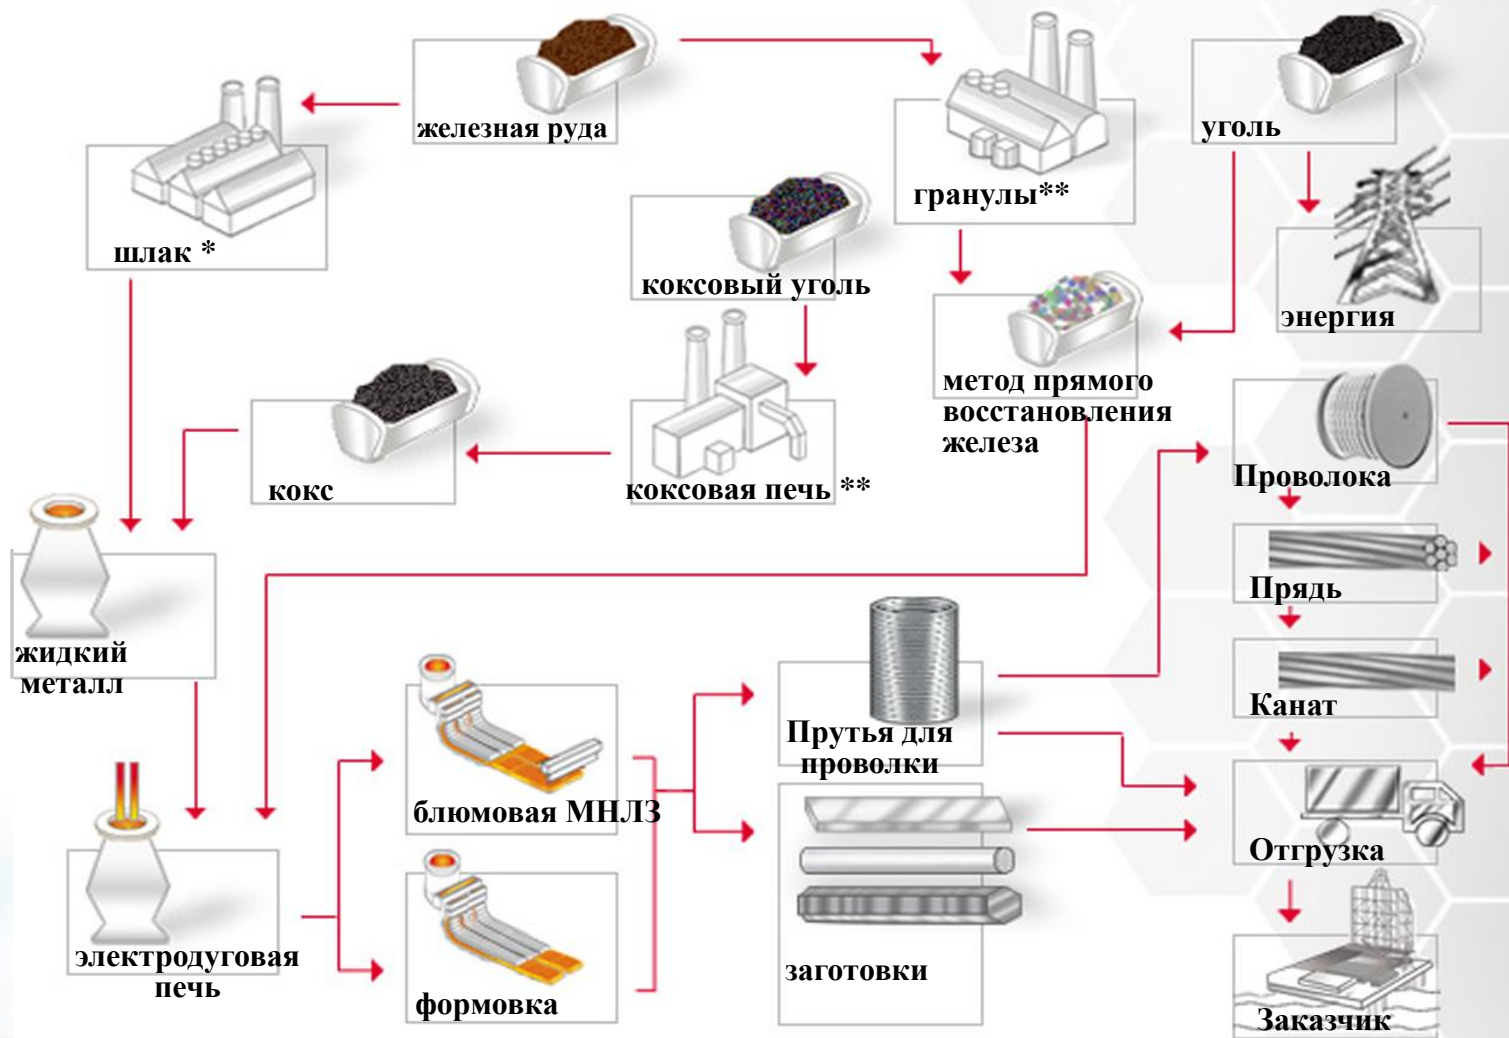 железная руда
уголь
гранулы**
шлак *
коксовый уголь
энергия
метод прямого
восстановления
железа
кокс
коксовая печь **
Проволока
Прядь
жидкий
металл
Канат
Прутья для
проволки
блюмовая МНЛЗ
Отгрузка
электродуговая
печь
формовка
заготовки
Заказчик